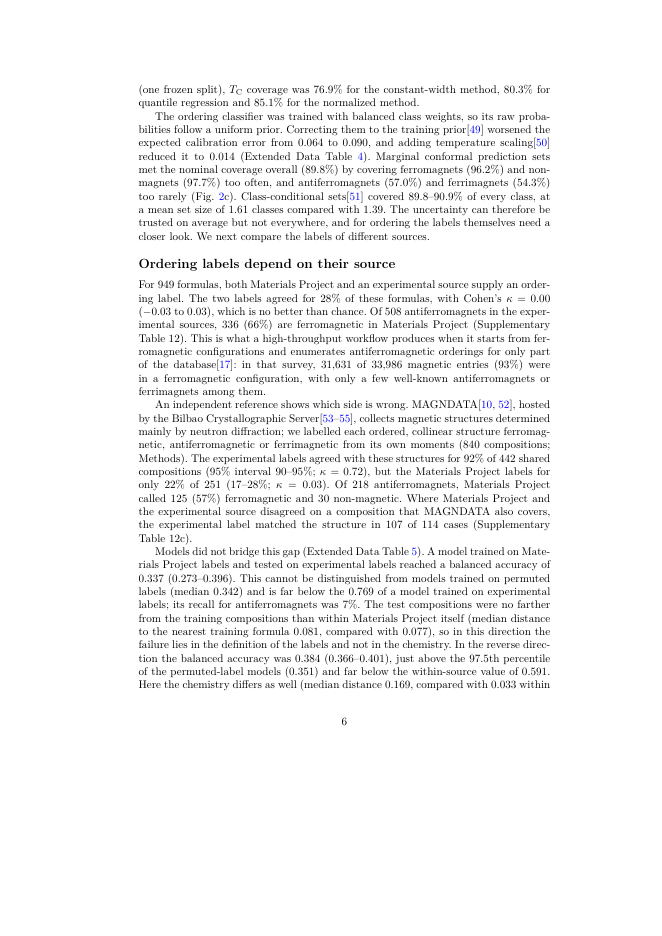 (one frozen split), T_C coverage was 76.9% for the constant-width method, 80.3% for
quantile regression and 85.1% for the normalized method.
The ordering classifier was trained with balanced class weights, so its raw proba-
bilities follow a uniform prior. Correcting them to the training prior[49] worsened the
expected calibration error from 0.064 to 0.090, and adding temperature scaling[50]
reduced it to 0.014 (Extended Data Table 4). Marginal conformal prediction sets
met the nominal coverage overall (89.8%) by covering ferromagnets (96.2%) and non-
magnets (97.7%) too often, and antiferromagnets (57.0%) and ferrimagnets (54.3%)
too rarely (Fig. 2c). Class-conditional sets[51] covered 89.8–90.9% of every class, at
a mean set size of 1.61 classes compared with 1.39. The uncertainty can therefore be
trusted on average but not everywhere, and for ordering the labels themselves need a
closer look. We next compare the labels of different sources.
Ordering labels depend on their source
For 949 formulas, both Materials Project and an experimental source supply an order-
ing label. The two labels agreed for 28% of these formulas, with Cohen's κ = 0.00
(−0.03 to 0.03), which is no better than chance. Of 508 antiferromagnets in the exper-
imental sources, 336 (66%) are ferromagnetic in Materials Project (Supplementary
Table 12). This is what a high-throughput workflow produces when it starts from fer-
romagnetic configurations and enumerates antiferromagnetic orderings for only part
of the database[17]: in that survey, 31,631 of 33,986 magnetic entries (93%) were
in a ferromagnetic configuration, with only a few well-known antiferromagnets or
ferrimagnets among them.
An independent reference shows which side is wrong. MAGNDATA[10, 52], hosted
by the Bilbao Crystallographic Server[53–55], collects magnetic structures determined
mainly by neutron diffraction; we labelled each ordered, collinear structure ferromag-
netic, antiferromagnetic or ferrimagnetic from its own moments (840 compositions;
Methods). The experimental labels agreed with these structures for 92% of 442 shared
compositions (95% interval 90–95%; κ = 0.72), but the Materials Project labels for
only 22% of 251 (17–28%; κ = 0.03). Of 218 antiferromagnets, Materials Project
called 125 (57%) ferromagnetic and 30 non-magnetic. Where Materials Project and
the experimental source disagreed on a composition that MAGNDATA also covers,
the experimental label matched the structure in 107 of 114 cases (Supplementary
Table 12c).
Models did not bridge this gap (Extended Data Table 5). A model trained on Mate-
rials Project labels and tested on experimental labels reached a balanced accuracy of
0.337 (0.273–0.396). This cannot be distinguished from models trained on permuted
labels (median 0.342) and is far below the 0.769 of a model trained on experimental
labels; its recall for antiferromagnets was 7%. The test compositions were no farther
from the training compositions than within Materials Project itself (median distance
to the nearest training formula 0.081, compared with 0.077), so in this direction the
failure lies in the definition of the labels and not in the chemistry. In the reverse direc-
tion the balanced accuracy was 0.384 (0.366–0.401), just above the 97.5th percentile
of the permuted-label models (0.351) and far below the within-source value of 0.591.
Here the chemistry differs as well (median distance 0.169, compared with 0.033 within
6